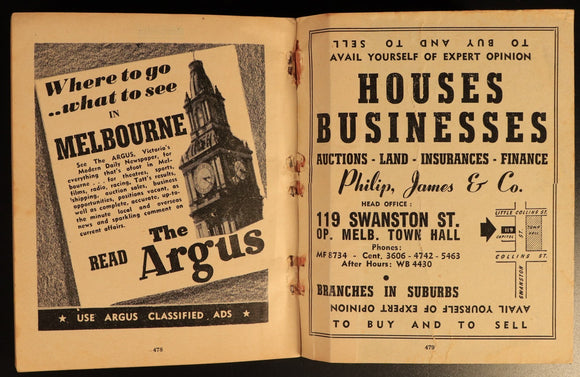 Where to go
..what to see
IN
MELBOURNE
See The ARGUS, Victoria's
Modern Daily Newspaper, for
everything that's afoot in Mel-
bourne . . . for theatres, sports,
films, radio, racing, Tatt's results,
shipping, auction sales, business
opportunities, positions vacant, as
well as complete, accurate, up-to-
the minute local and overseas
news and sparkling comment on
current affairs.
READ The
Argus
★ USE ARGUS CLASSIFIED ADS ★
478
TO BUY AND TO SELL
AVAIL YOURSELF OF EXPERT OPINION
HOUSES
BUSINESSES
AUCTIONS - LAND - INSURANCES - FINANCE
Philip, James & Co.
HEAD OFFICE :
119 SWANSTON ST.
OP. MELB. TOWN HALL
Phones:
MF 8734 - Cent. 3606 - 4742 - 5463
After Hours: WB 4430
LITTLE COLLINS ST.
119
CAPITOL
ST.
TOWN
HALL
COLLINS ST.
SWANSTON
BRANCHES IN SUBURBS
AVAIL YOURSELF OF EXPERT OPINION
TO BUY AND TO SELL
479